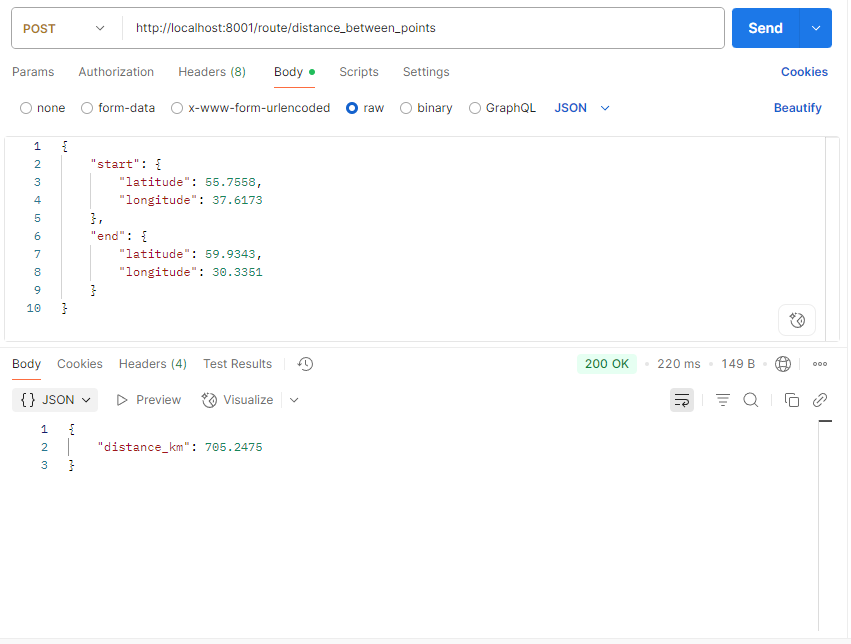 POST http://localhost:8001/route/distance_between_points Send
Params Authorization Headers (8) Body Scripts Settings Cookies
none form-data x-www-form-urlencoded raw binary GraphQL JSON Beautify
1 {
2 "start": {
3 "latitude": 55.7558,
4 "longitude": 37.6173
5 },
6 "end": {
7 "latitude": 59.9343,
8 "longitude": 30.3351
9 }
10 }
Body Cookies Headers (4) Test Results 200 OK 220 ms 149 B
{} JSON Preview Visualize
1 {
2 "distance_km": 705.2475
3 }